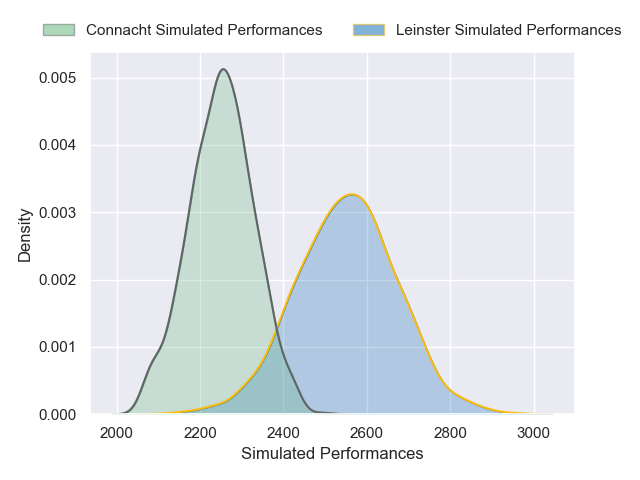 Connacht Simulated Performances Leinster Simulated Performances
0.005
0.004
0.003
0.002
0.001
0.000
Density
2000 2200 2400 2600 2800 3000
Simulated Performances